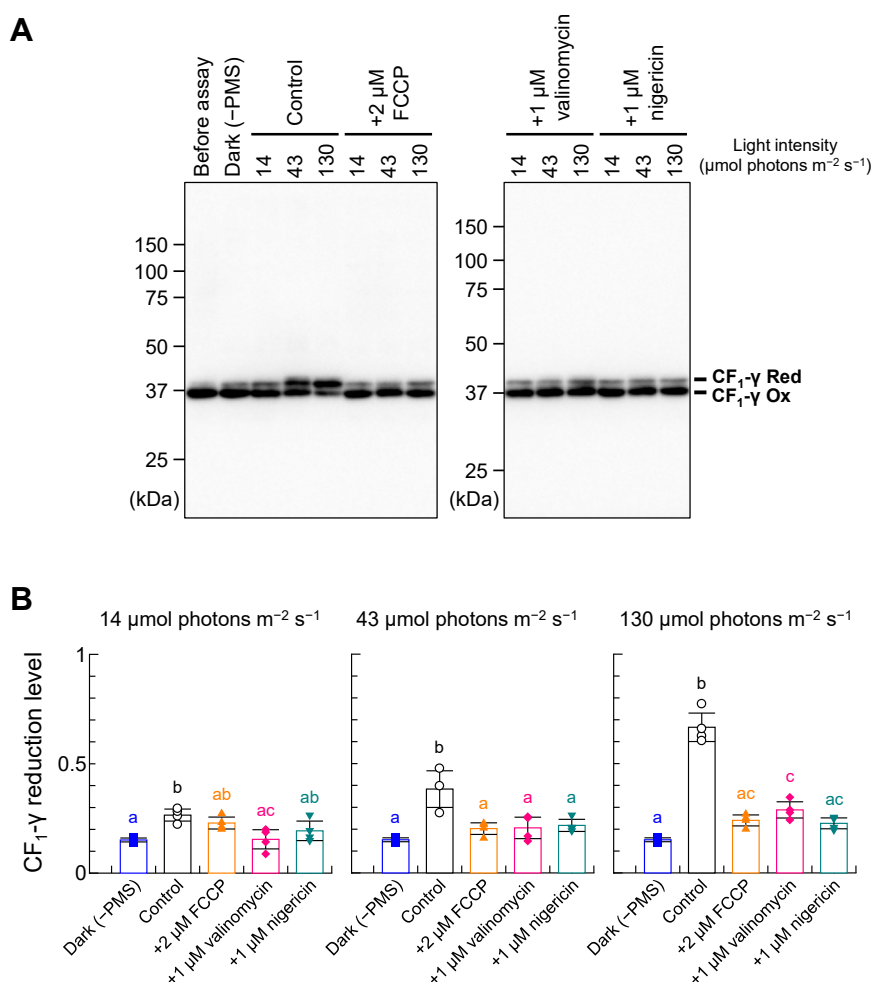 A
Before assay
Dark (−PMS)
Control
+2 µM
FCCP
+1 µM
valinomycin
+1 µM
nigericin
14
43
130
14
43
130
14
43
130
14
43
130
Light intensity
(µmol photons m⁻² s⁻¹)
150
100
75
50
37
25
(kDa)
150
100
75
50
37
25
(kDa)
CF₁-γ Red
CF₁-γ Ox
B
14 µmol photons m⁻² s⁻¹
43 µmol photons m⁻² s⁻¹
130 µmol photons m⁻² s⁻¹
CF₁-γ reduction level
1
0.5
0
a
b
ab
ac
ab
a
b
a
a
a
a
b
ac
c
ac
Dark (−PMS)
Control
+2 µM FCCP
+1 µM valinomycin
+1 µM nigericin
Dark (−PMS)
Control
+2 µM FCCP
+1 µM valinomycin
+1 µM nigericin
Dark (−PMS)
Control
+2 µM FCCP
+1 µM valinomycin
+1 µM nigericin